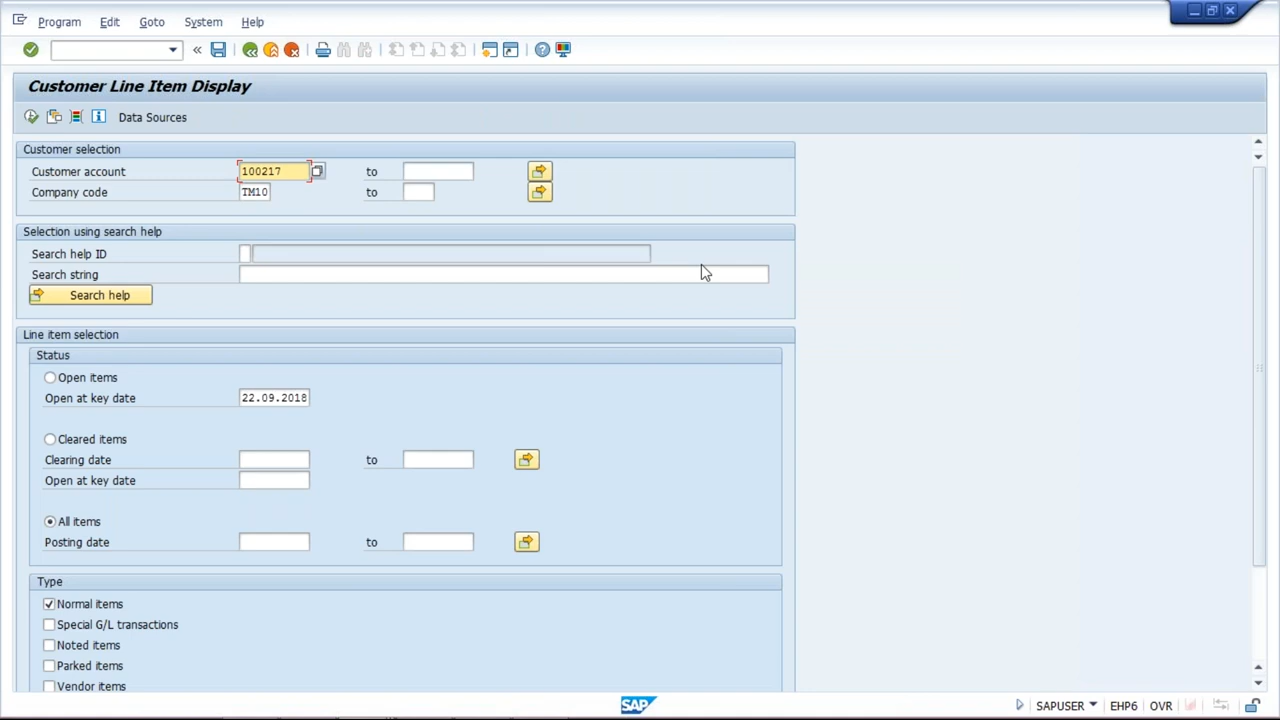 Program Edit Goto System Help
Customer Line Item Display
Data Sources
Customer selection
Customer account 100217 to
Company code TM10 to
Selection using search help
Search help ID
Search string
Search help
Line item selection
Status
Open items
Open at key date 22.09.2018
Cleared items
Clearing date to
Open at key date
All items
Posting date to
Type
Normal items
Special G/L transactions
Noted items
Parked items
Vendor items
SAP SAPUSER EHP6 OVR